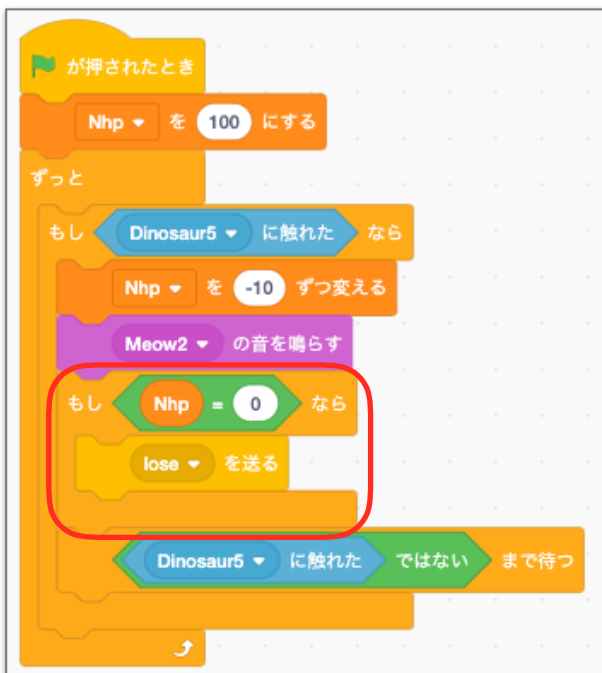 が押されたとき
Nhp を 100 にする
ずっと
もし Dinosaur5 に触れた なら
Nhp を -10 ずつ変える
Meow2 の音を鳴らす
もし Nhp = 0 なら
lose を送る
Dinosaur5 に触れた ではない まで待つ